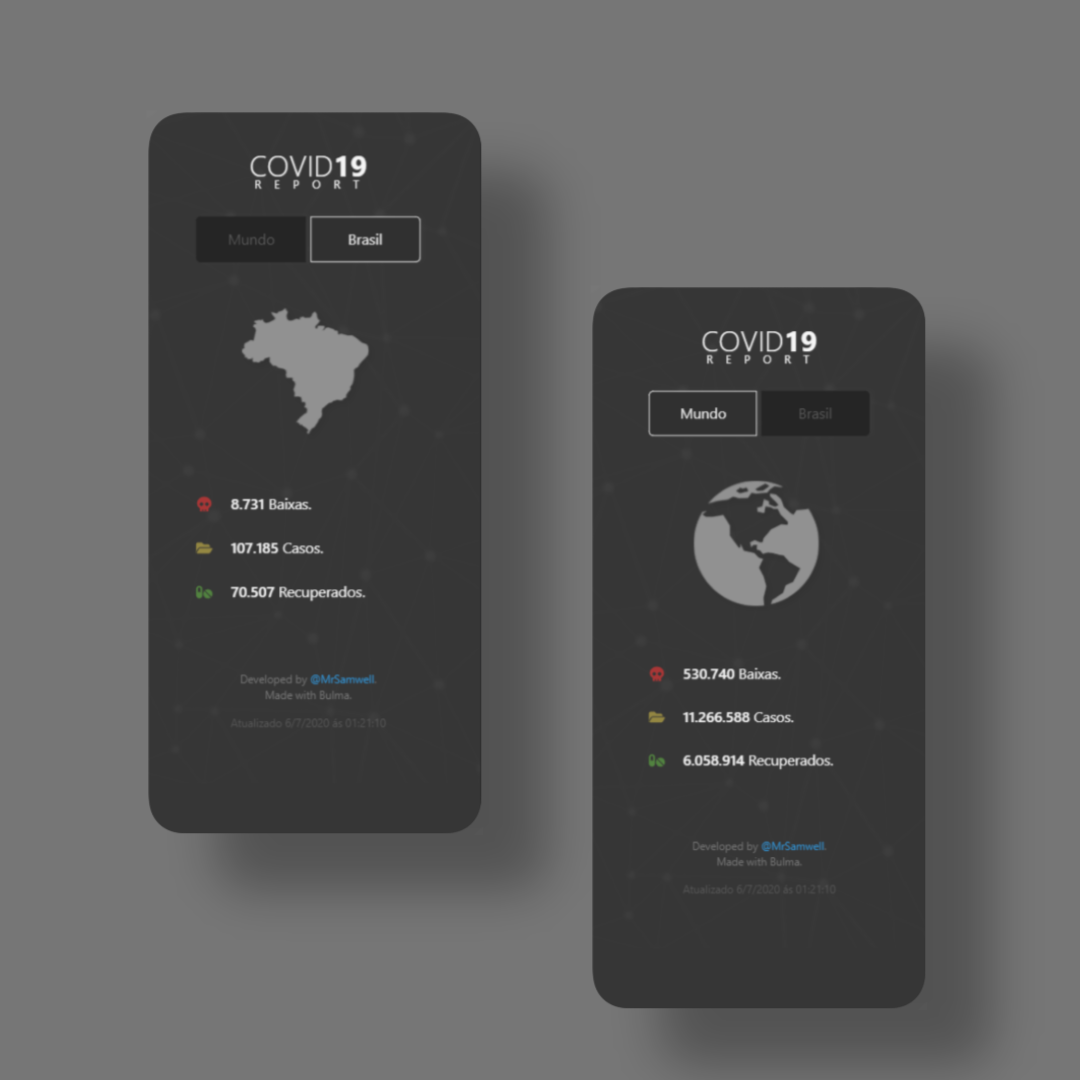 COVID19
REPORT
Mundo Brasil
8.731 Baixas.
107.185 Casos.
70.507 Recuperados.
Developed by @MrSamwell.
Made with Bulma.
Atualizado 6/7/2020 ás 01:21:10
COVID19
REPORT
Mundo Brasil
530.740 Baixas.
11.266.588 Casos.
6.058.914 Recuperados.
Developed by @MrSamwell.
Made with Bulma.
Atualizado 6/7/2020 ás 01:21:10